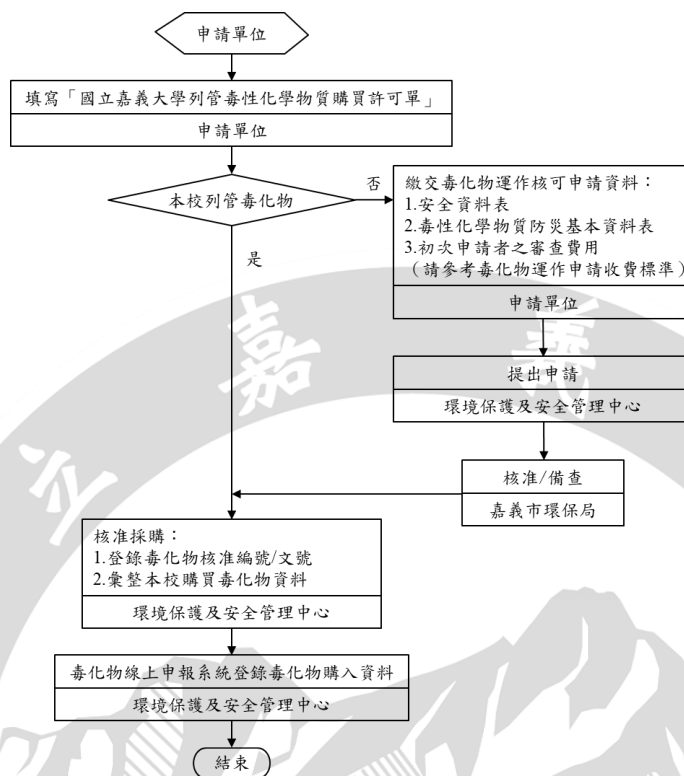 申請單位
填寫「國立嘉義大學列管毒性化學物質購買許可單」
申請單位
本校列管毒化物
否
是
繳交毒化物運作核可申請資料：
1.安全資料表
2.毒性化學物質防災基本資料表
3.初次申請者之審查費用
（請參考毒化物運作申請收費標準）
申請單位
提出申請
環境保護及安全管理中心
核准/備查
嘉義市環保局
核准採購：
1.登錄毒化物核准編號/文號
2.彙整本校購買毒化物資料
環境保護及安全管理中心
毒化物線上申報系統登錄毒化物購入資料
環境保護及安全管理中心
結束
立嘉義